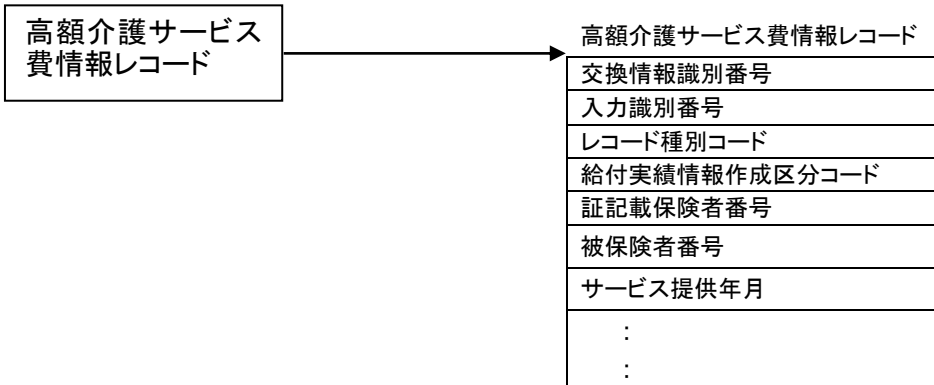 高額介護サービス
費情報レコード
高額介護サービス費情報レコード
交換情報識別番号
入力識別番号
レコード種別コード
給付実績情報作成区分コード
証記載保険者番号
被保険者番号
サービス提供年月
:
: